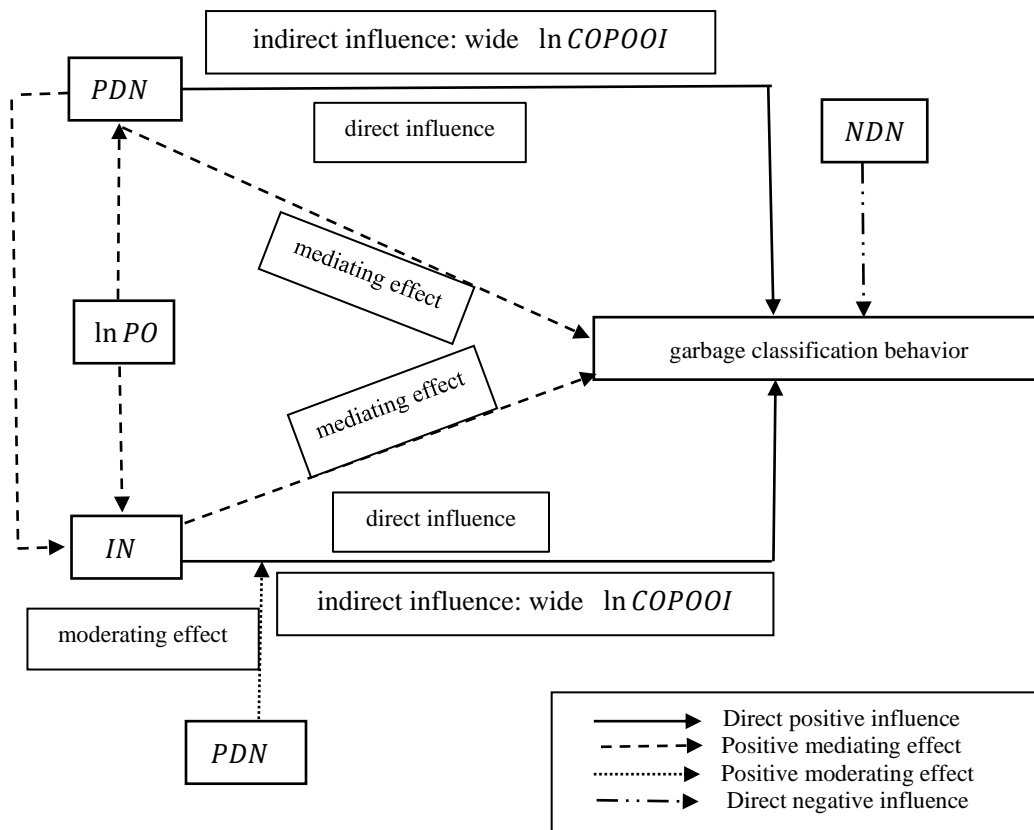 indirect influence: wide ln COPOOI
PDN
direct influence
NDN
mediating effect
ln PO
garbage classification behavior
mediating effect
direct influence
IN
indirect influence: wide ln COPOOI
moderating effect
PDN
Direct positive influence
Positive mediating effect
Positive moderating effect
Direct negative influence